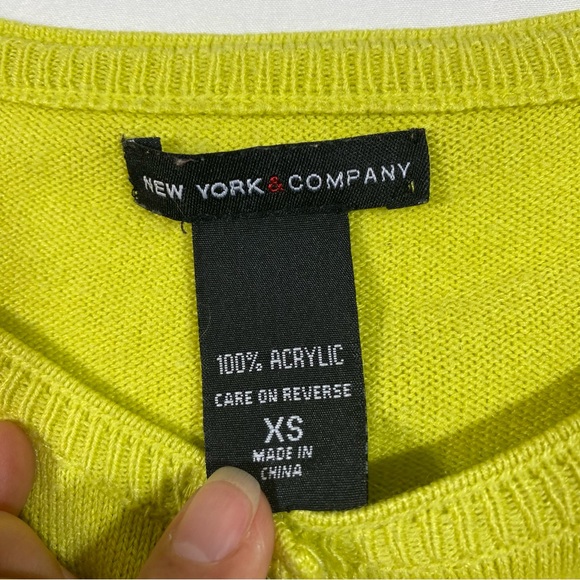 NEW YORK & COMPANY
100% ACRYLIC
CARE ON REVERSE
XS
MADE IN
CHINA